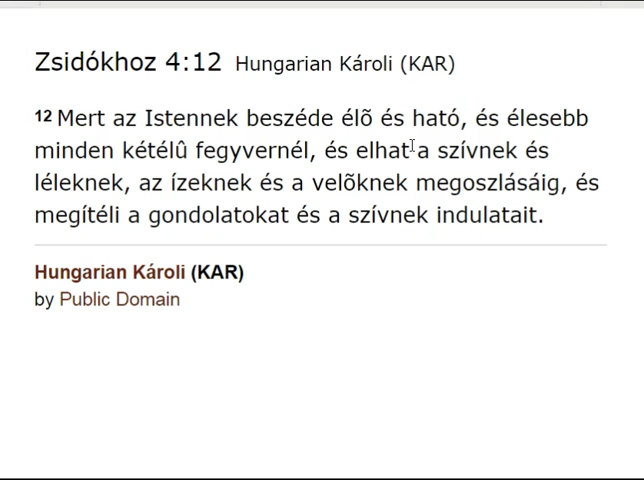 Zsidókhoz 4:12 Hungarian Károli (KAR)
12 Mert az Istennek beszéde élõ és ható, és élesebb
minden kétélû fegyvernél, és elhat a szívnek és
léleknek, az ízeknek és a velõknek megoszlásáig, és
megítéli a gondolatokat és a szívnek indulatait.
Hungarian Károli (KAR)
by Public Domain